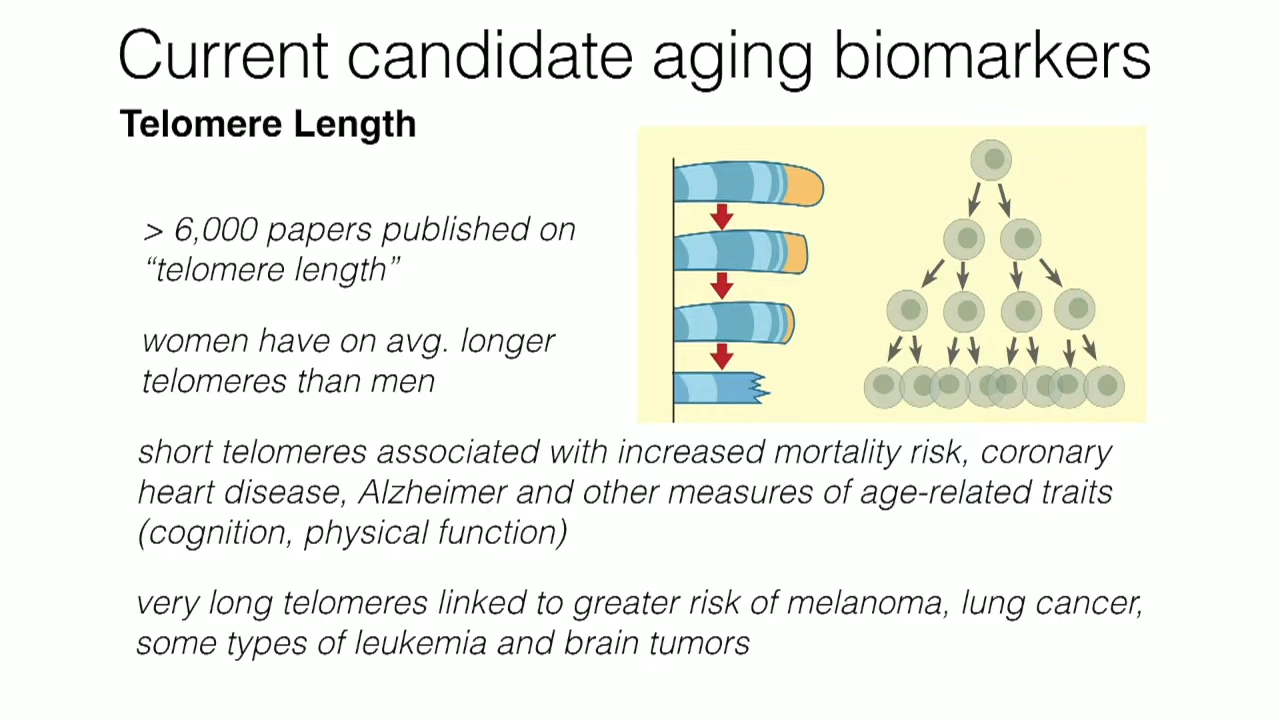 Current candidate aging biomarkers
Telomere Length
> 6,000 papers published on
“telomere length”
women have on avg. longer
telomeres than men
short telomeres associated with increased mortality risk, coronary
heart disease, Alzheimer and other measures of age-related traits
(cognition, physical function)
very long telomeres linked to greater risk of melanoma, lung cancer,
some types of leukemia and brain tumors